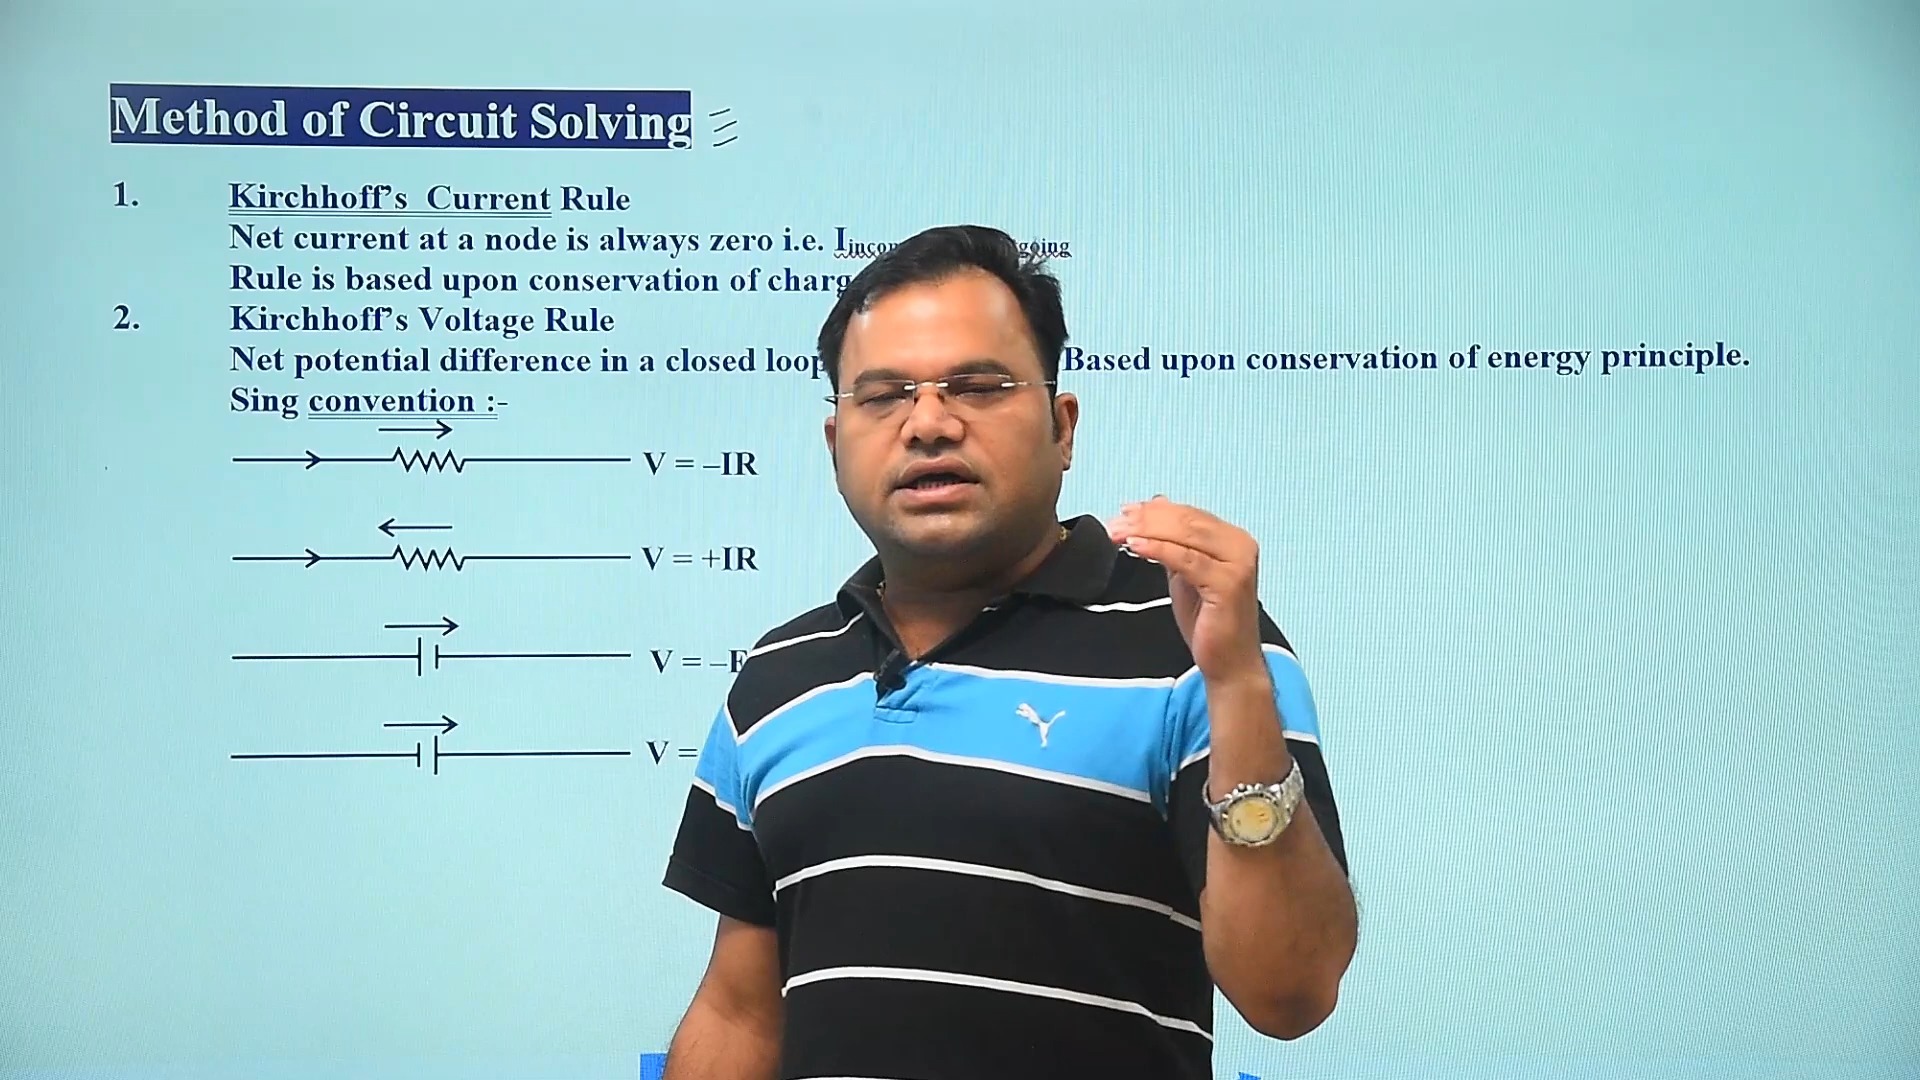 Method of Circuit Solving
1. Kirchhoff's Current Rule
Net current at a node is always zero i.e. I
Rule is based upon conservation of
2. Kirchhoff's Voltage Rule
Net potential difference in a closed Based upon conservation of energy principle.
Sing convention :-
V = –IR
V = +IR
V = –E
V =